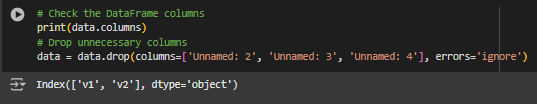 # Check the DataFrame columns
print(data.columns)
# Drop unnecessary columns
data = data.drop(columns=['Unnamed: 2', 'Unnamed: 3', 'Unnamed: 4'], errors='ignore')
Index(['v1', 'v2'], dtype='object')